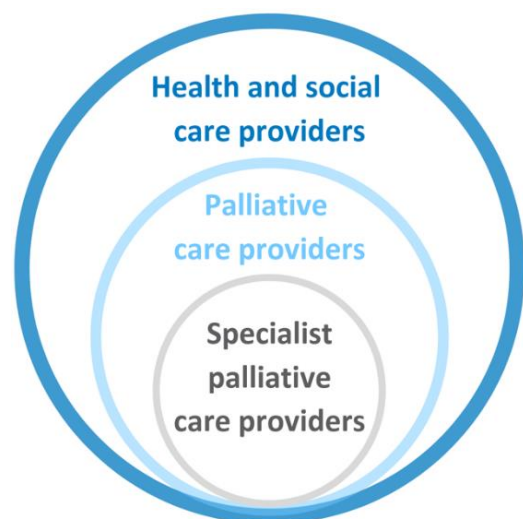 Health and social
care providers
Palliative
care providers
Specialist
palliative
care providers